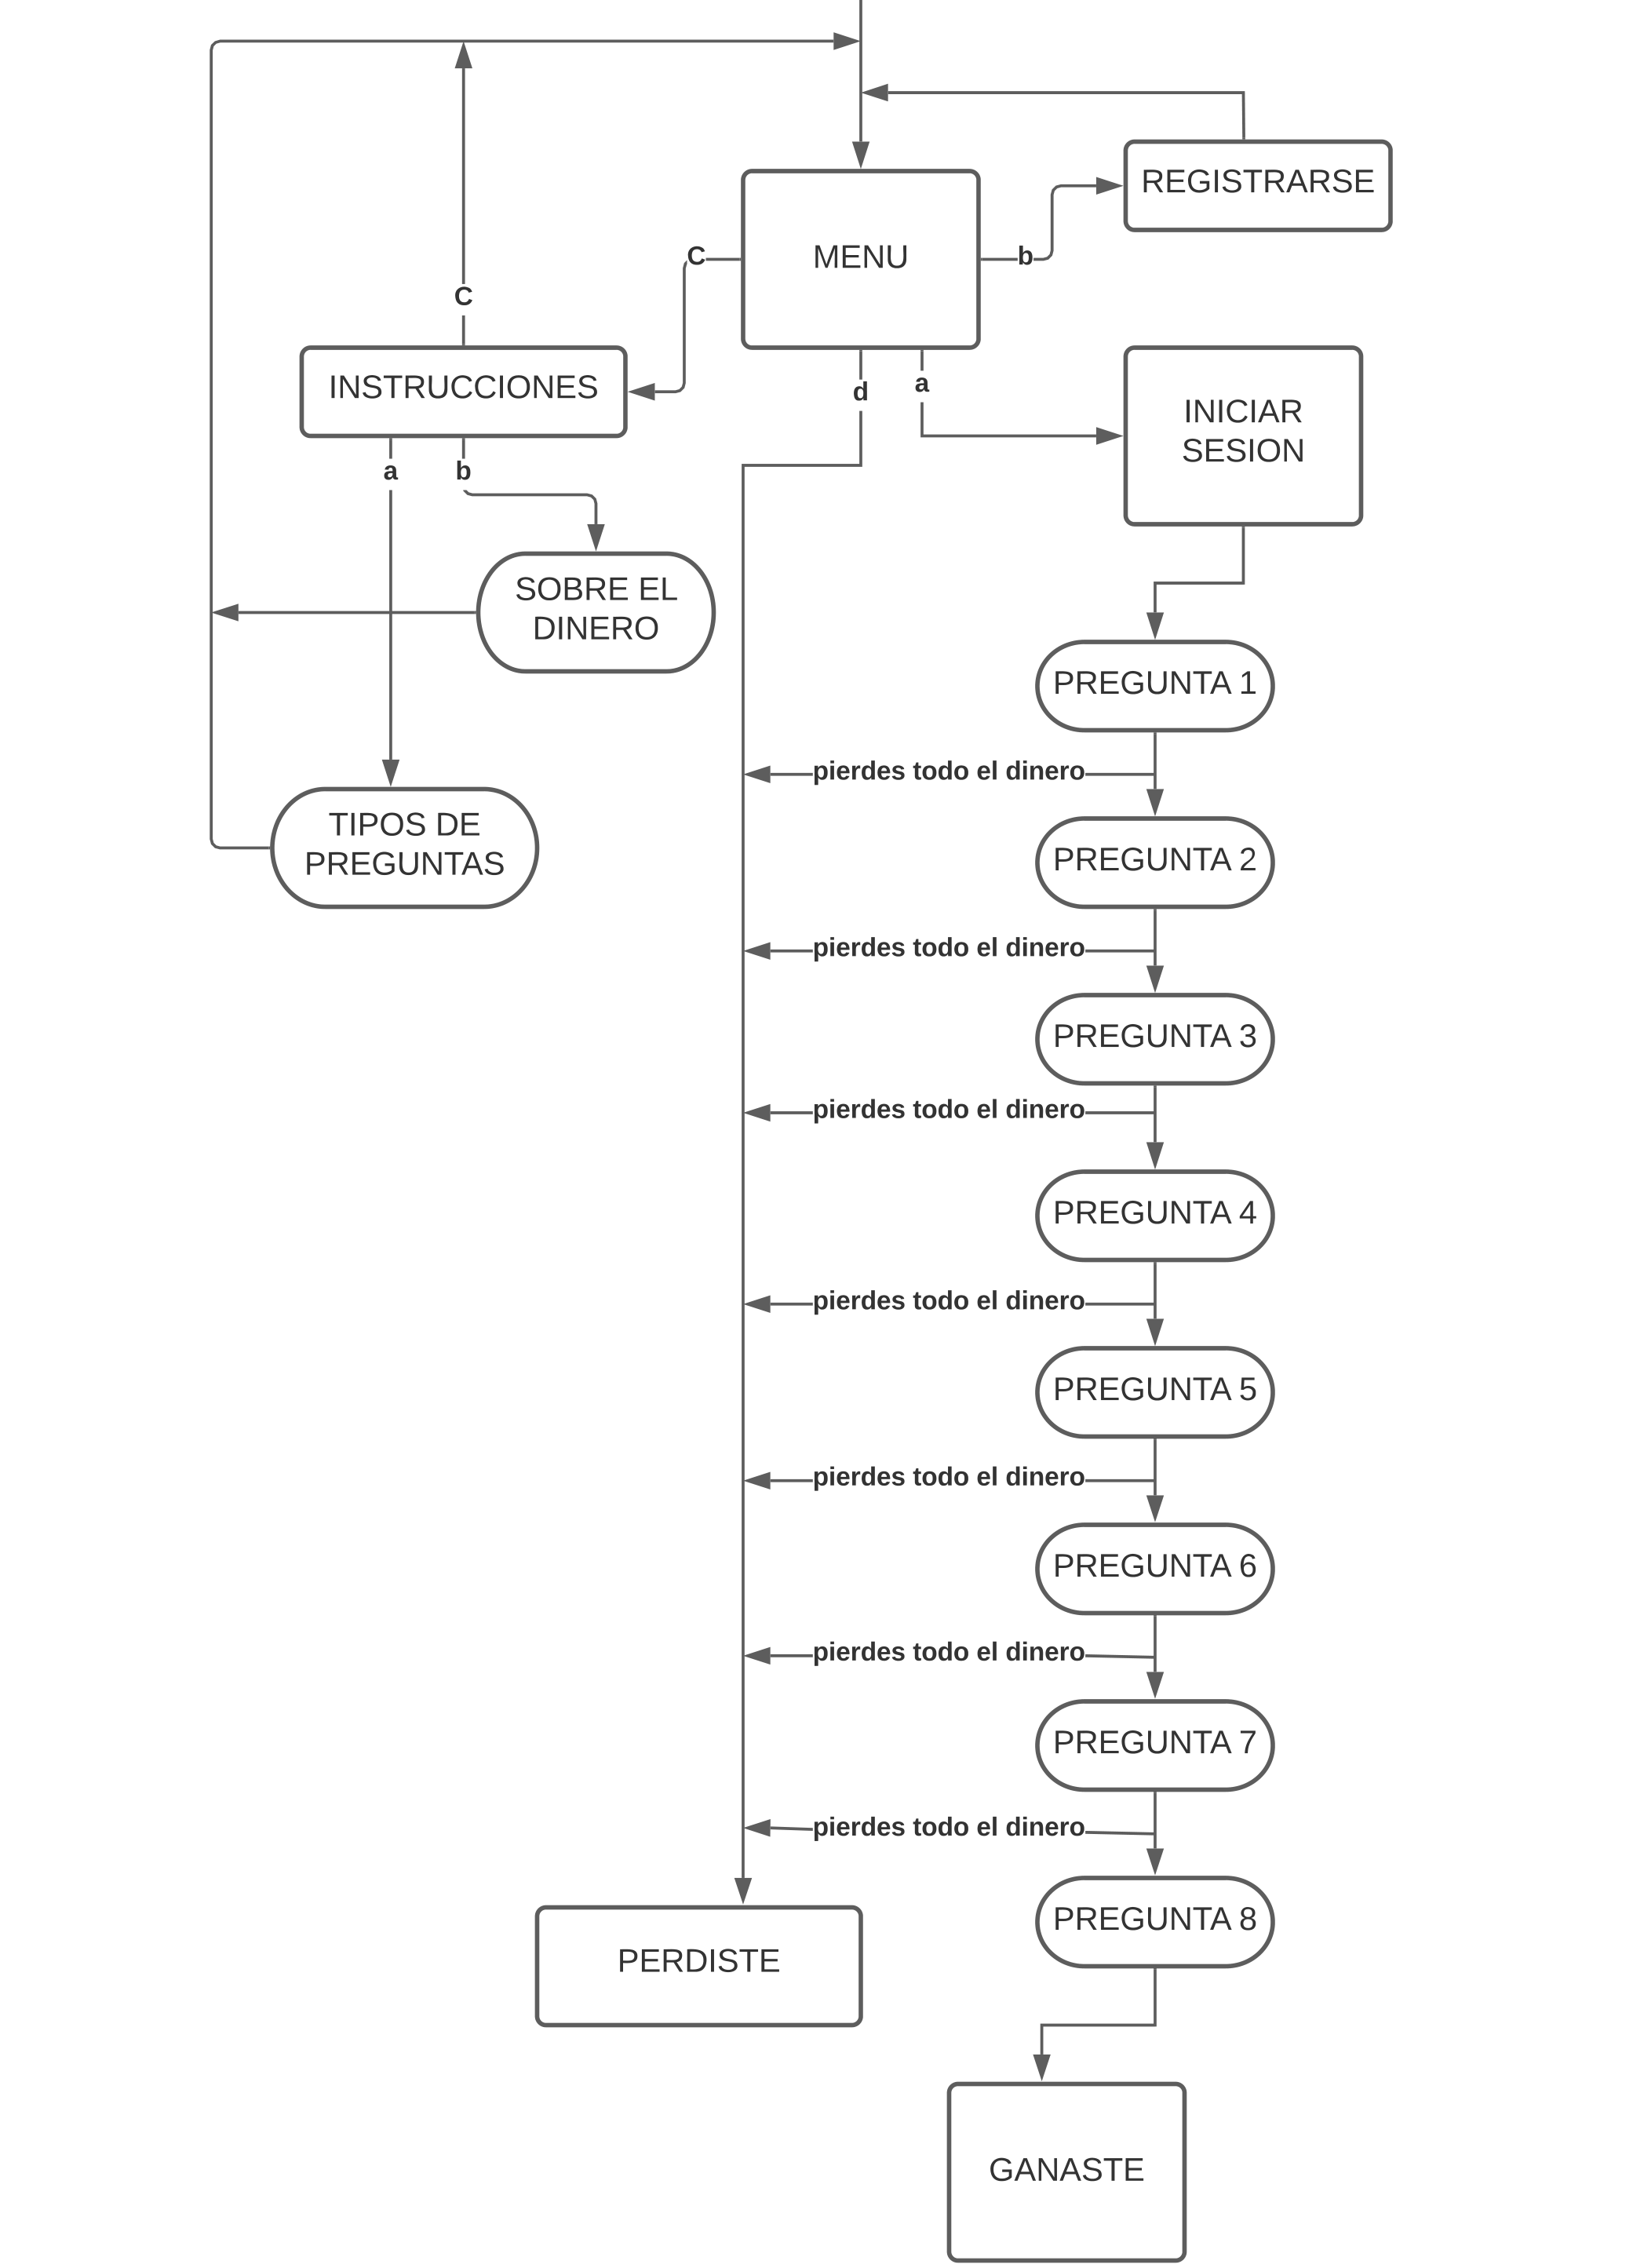 REGISTRARSE
MENU
C
b
C
INSTRUCCIONES
d
a
INICIAR
SESION
a
b
SOBRE EL
DINERO
PREGUNTA 1
pierdes todo el dinero
TIPOS DE
PREGUNTAS
PREGUNTA 2
pierdes todo el dinero
PREGUNTA 3
pierdes todo el dinero
PREGUNTA 4
pierdes todo el dinero
PREGUNTA 5
pierdes todo el dinero
PREGUNTA 6
pierdes todo el dinero
PREGUNTA 7
pierdes todo el dinero
PREGUNTA 8
PERDISTE
GANASTE